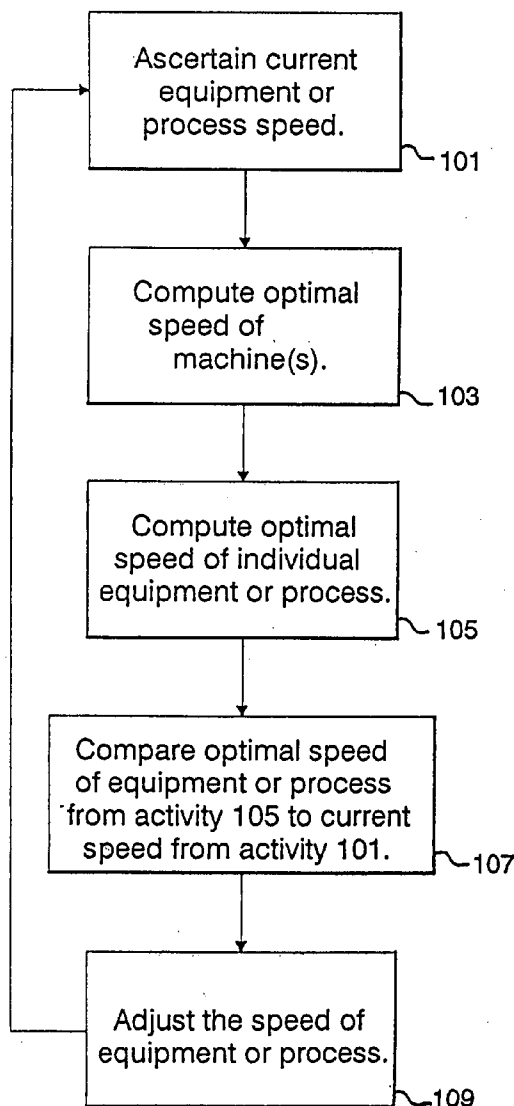 Ascertain current
equipment or
process speed.
101
Compute optimal
speed of
machine(s).
103
Compute optimal
speed of individual
equipment or process.
105
Compare optimal speed
of equipment or process
from activity 105 to current
speed from activity 101.
107
Adjust the speed of
equipment or process.
109